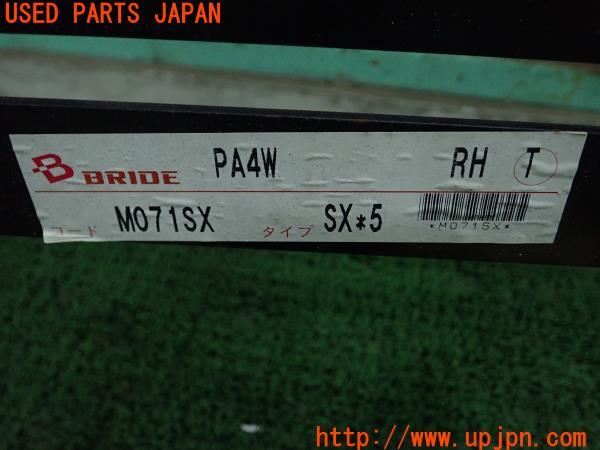 USED PARTS JAPAN
BRIDE PA4W RH T
コード M071SX タイプ SX*5
*M071SX*
http://www.upjpn.com/